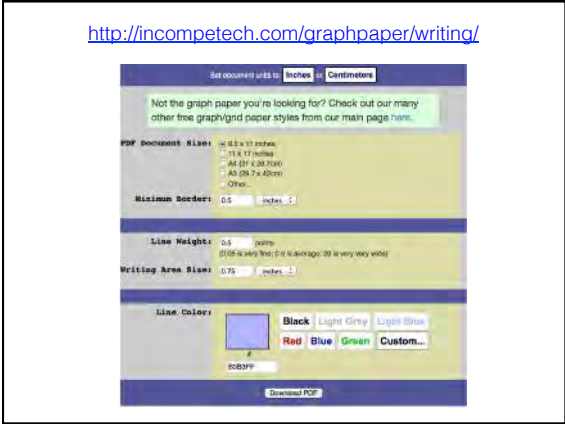 http://incompetech.com/graphpaper/writing/
Set document units to: Inches or Centimeters
Not the graph paper you're looking for? Check out our many
other free graph/grid paper styles from our main page here.
PDF Document Size: 8.5 x 11 inches
11 x 17 inches
A4 (21 x 29.7cm)
A3 (29.7 x 42cm)
Other...
Minimum Border: 0.5 inches
Line Weight: 0.5 points
(0.05 is very fine; 0.5 is average; 20 is very very wide)
Writing Area Size: 0.75 inches
Line Color:
Black Light Grey Light Blue
Red Blue Green Custom...
#
Download PDF